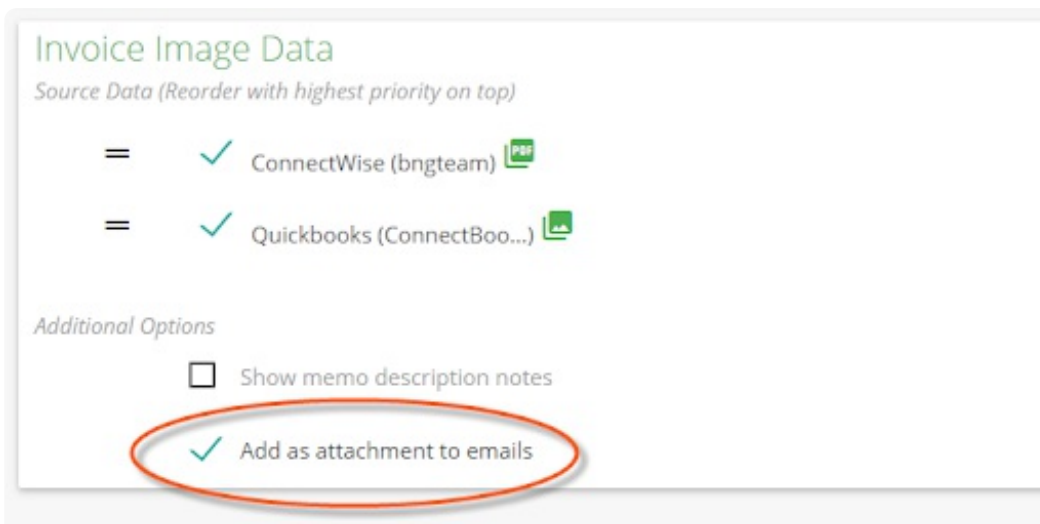 Invoice Image Data
Source Data (Reorder with highest priority on top)
ConnectWise (bngteam) PDF
Quickbooks (ConnectBoo...)
Additional Options
Show memo description notes
Add as attachment to emails